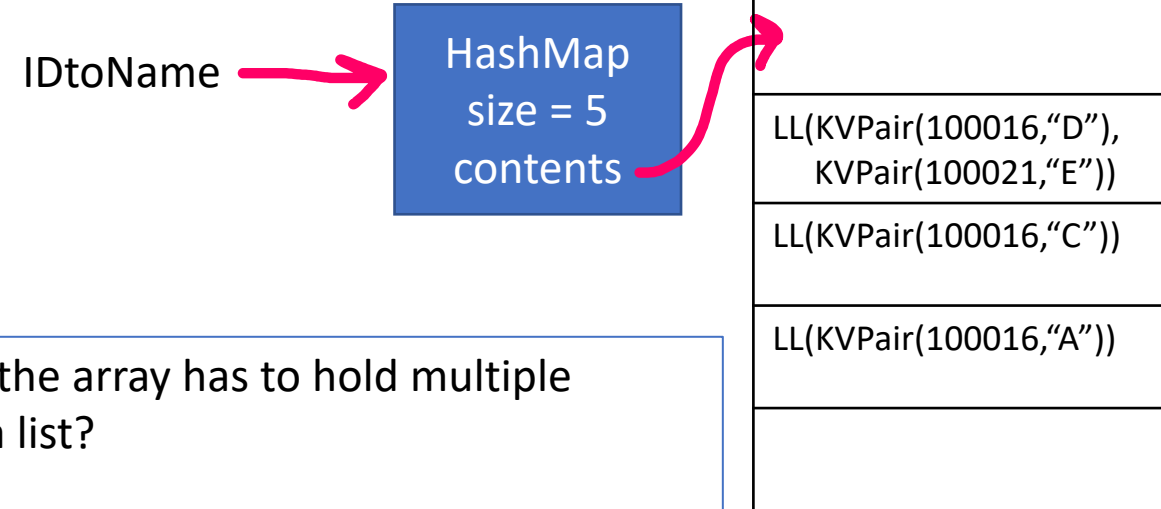 IDtoName
HashMap
size = 5
contents
LL(KVPair(100016,“D”),
KVPair(100021,“E”))
LL(KVPair(100016,“C”))
LL(KVPair(100016,“A”))
the array has to hold multiple
list?